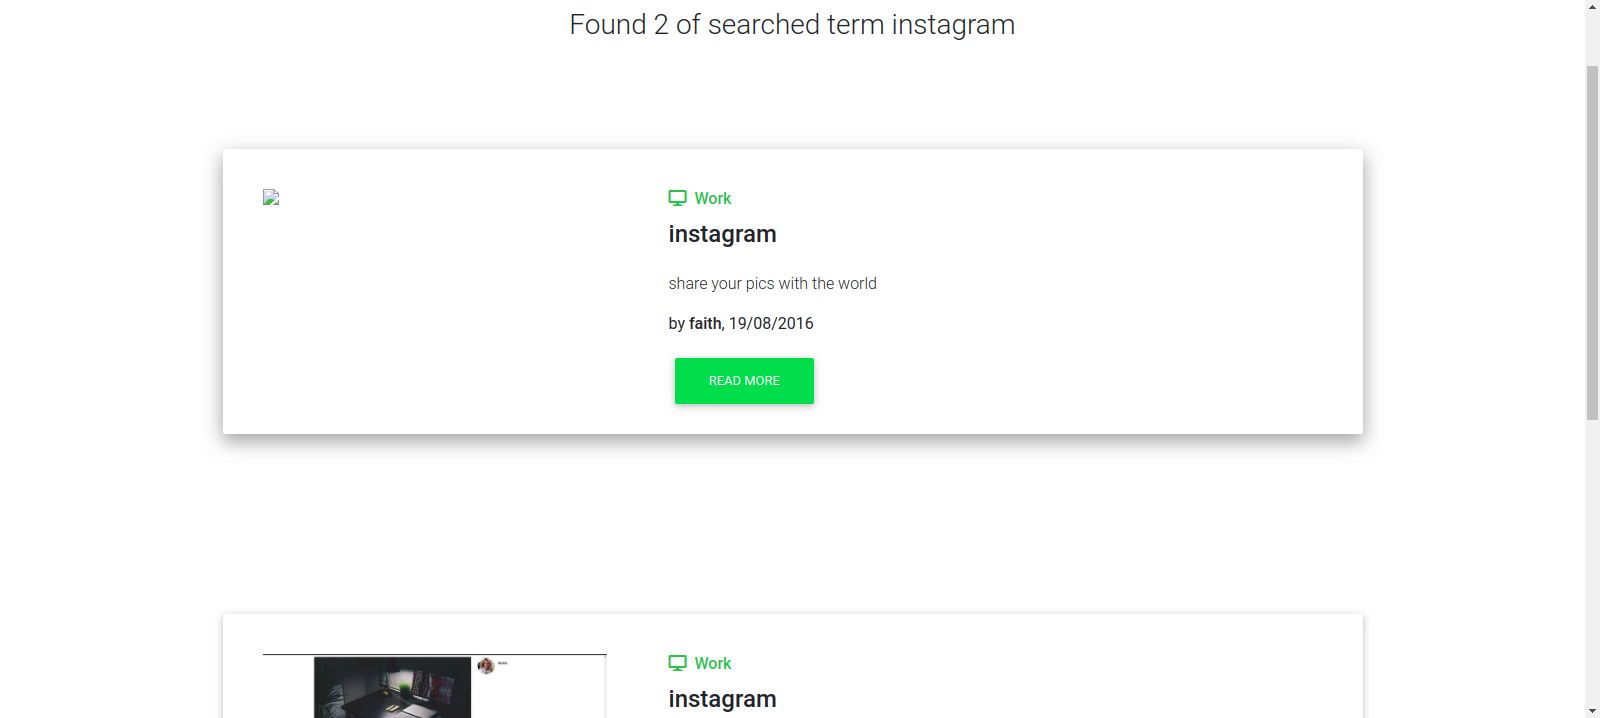 Found 2 of searched term instagram
Work
instagram
share your pics with the world
by faith, 19/08/2016
READ MORE
Work
instagram